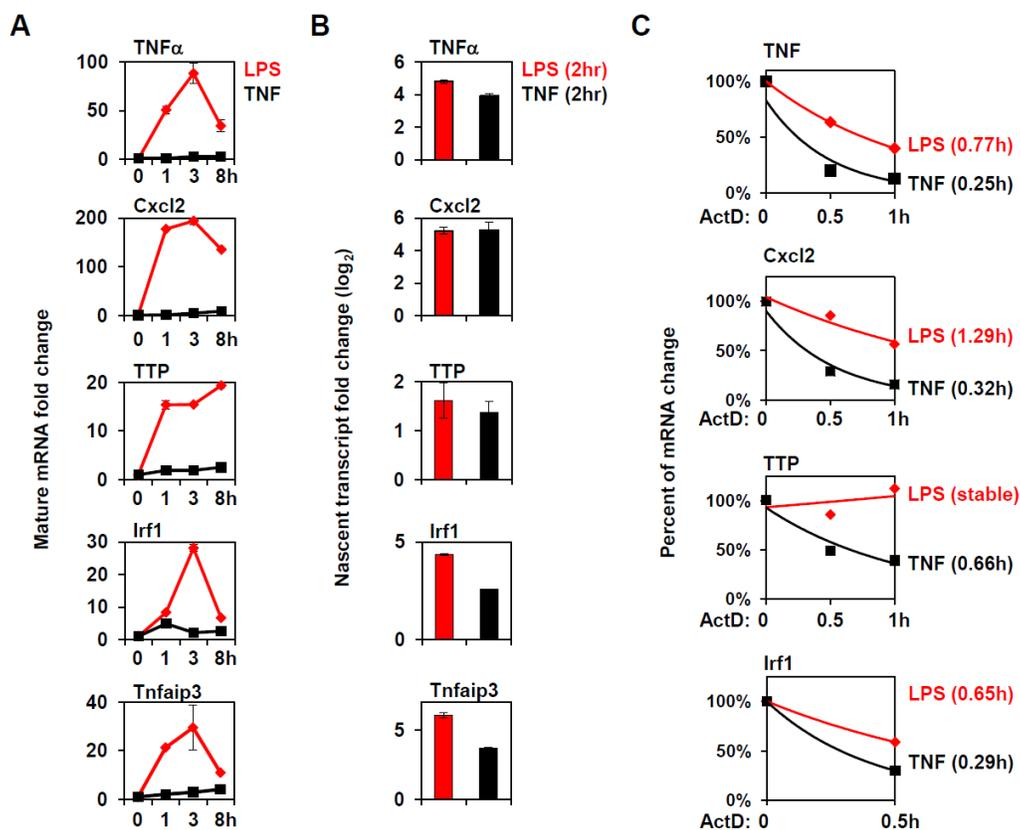 A
TNFα
100
50
0
0 1 3 8h
LPS
TNF
Cxcl2
200
100
0
0 1 3 8h
TTP
20
10
0
0 1 3 8h
Irf1
30
20
10
0
0 1 3 8h
Tnfaip3
40
20
0
0 1 3 8h
Mature mRNA fold change
B
TNFα
6
4
2
0
LPS (2hr)
TNF (2hr)
Cxcl2
6
4
2
0
TTP
2
1
0
Irf1
5
0
Tnfaip3
5
0
Nascent transcript fold change (log2)
C
TNF
100%
50%
0%
LPS (0.77h)
TNF (0.25h)
ActD: 0 0.5 1h
Cxcl2
100%
50%
0%
LPS (1.29h)
TNF (0.32h)
ActD: 0 0.5 1h
TTP
100%
50%
0%
LPS (stable)
TNF (0.66h)
ActD: 0 0.5 1h
Irf1
100%
50%
0%
LPS (0.65h)
TNF (0.29h)
ActD: 0 0.5h
Percent of mRNA change